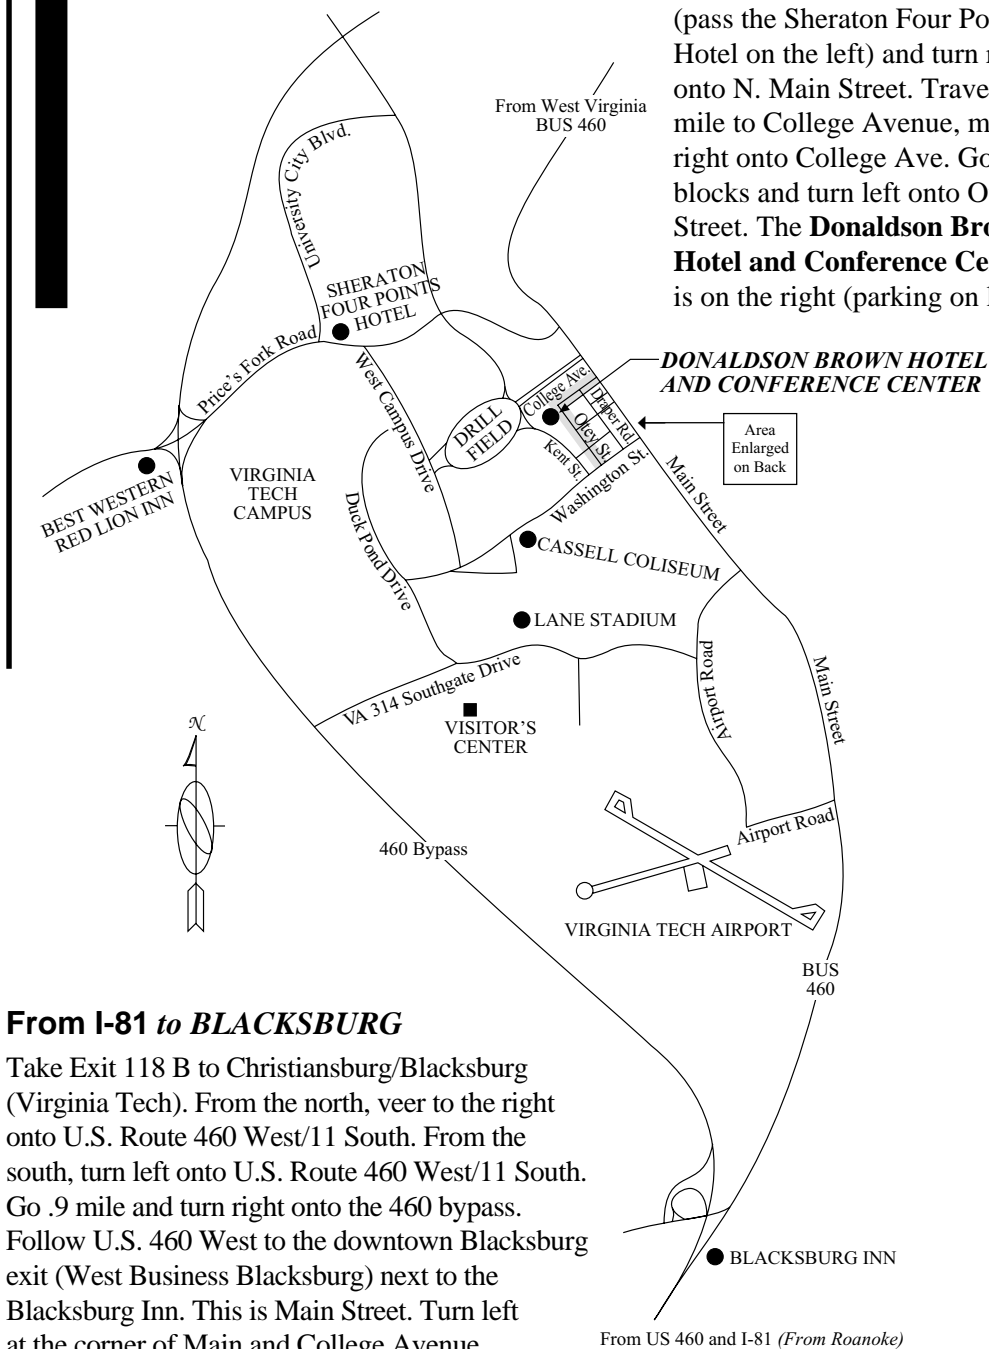 (pass the Sheraton Four
Hotel on the left) and turn
onto N. Main Street.
mile to College Avenue,
right onto College Ave.
blocks and turn left onto
Street. The Donaldson
Hotel and Conference
is on the right (parking on
From West Virginia
BUS 460
University City Blvd.
SHERATON
FOUR POINTS
HOTEL
Price's Fork Road
West Campus Drive
DRILL
FIELD
College Ave.
Draper Rd.
Otey St.
Kent St.
Washington St.
DONALDSON BROWN HOTEL
AND CONFERENCE CENTER
Area
Enlarged
on Back
Main Street
BEST WESTERN
RED LION INN
VIRGINIA
TECH
CAMPUS
Duck Pond Drive
CASSELL COLISEUM
LANE STADIUM
VA 314 Southgate Drive
VISITOR'S
CENTER
Airport Road
Main Street
N
460 Bypass
Airport Road
VIRGINIA TECH AIRPORT
BUS
460
From I-81 to BLACKSBURG
Take Exit 118 B to Christiansburg/Blacksburg
(Virginia Tech). From the north, veer to the right
onto U.S. Route 460 West/11 South. From the
south, turn left onto U.S. Route 460 West/11 South.
Go .9 mile and turn right onto the 460 bypass.
Follow U.S. 460 West to the downtown Blacksburg
exit (West Business Blacksburg) next to the
Blacksburg Inn. This is Main Street. Turn left
at the corner of Main and College Avenue
BLACKSBURG INN
From US 460 and I-81 (From Roanoke)